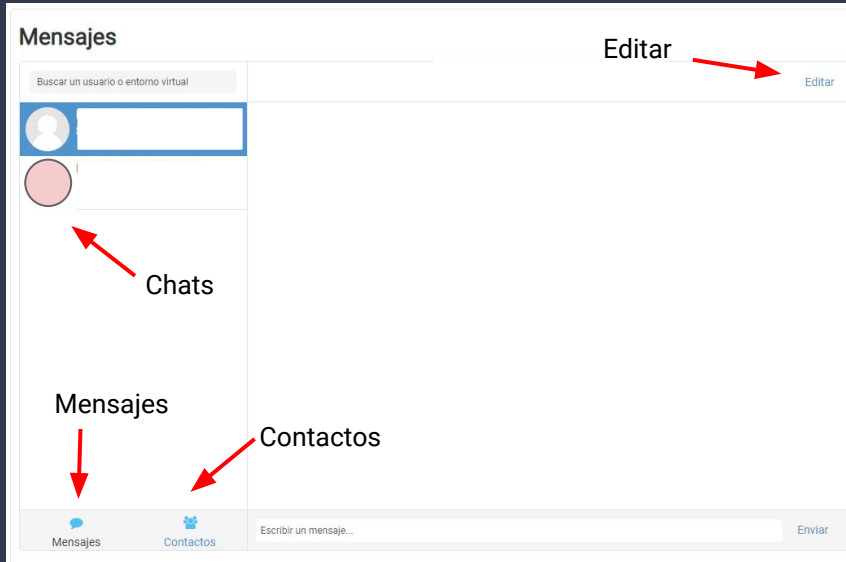 Mensajes
Editar
Buscar un usuario o entorno virtual
Editar
Chats
Mensajes
Contactos
Mensajes
Contactos
Escribir un mensaje...
Enviar